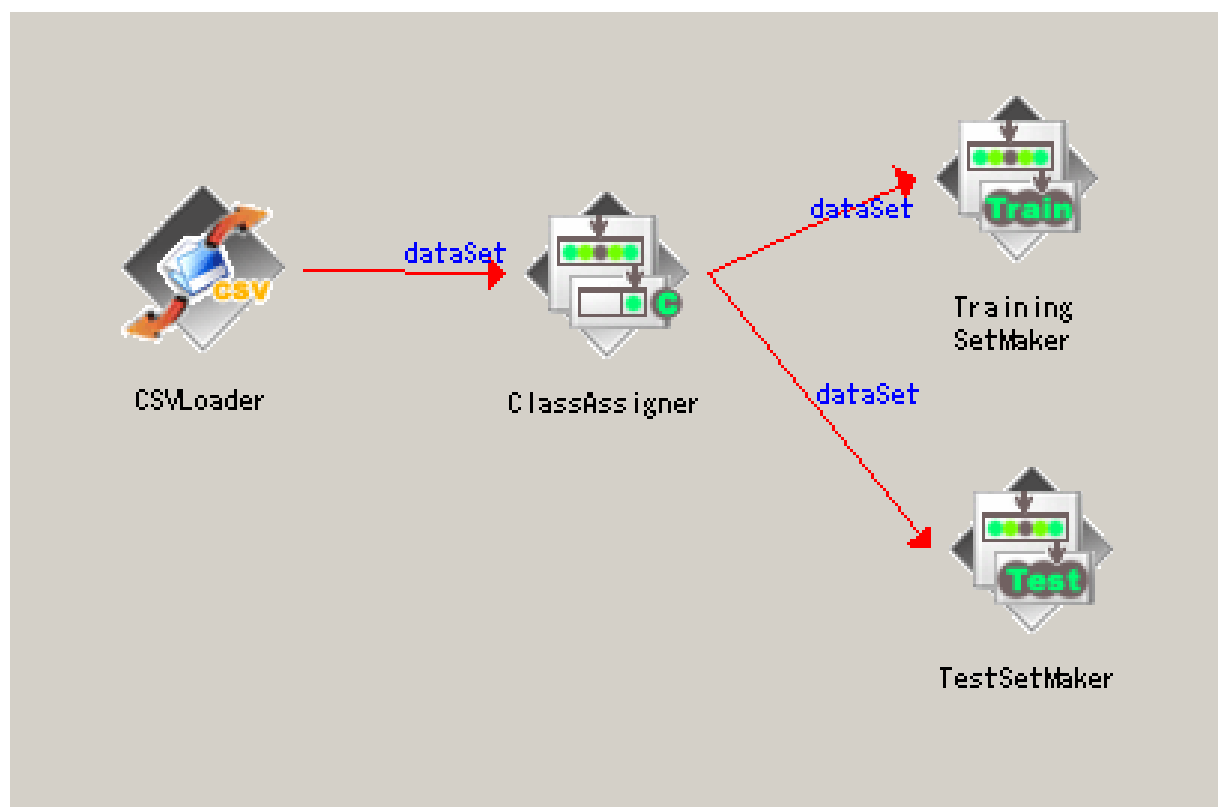 dataSet
CSV
C
CSVLoader
ClassAssigner
dataSet
Train
Training
SetMaker
dataSet
Test
TestSetMaker